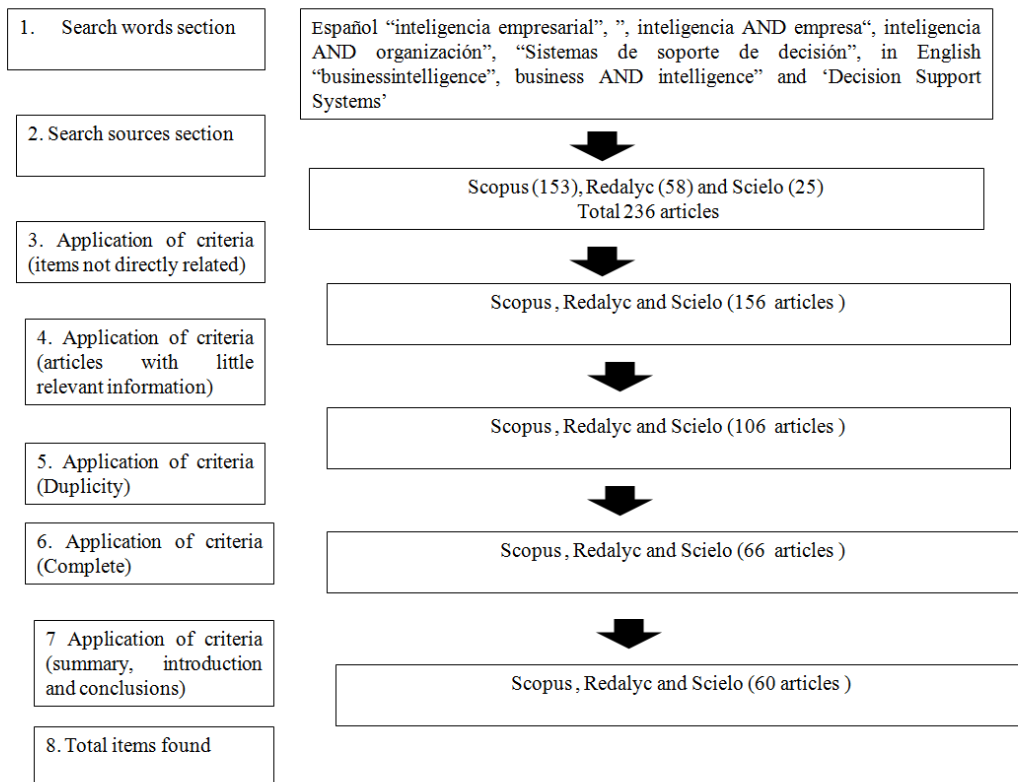 1. Search words section
Español “inteligencia empresarial”, ”, inteligencia AND empresa“, inteligencia
AND organización”, “Sistemas de soporte de decisión”, in English
“businessintelligence”, business AND intelligence” and ‘Decision Support
Systems’
2. Search sources section
Scopus (153), Redalyc (58) and Scielo (25)
Total 236 articles
3. Application of criteria
(items not directly related)
Scopus, Redalyc and Scielo (156 articles )
4. Application of criteria
(articles with little
relevant information)
Scopus, Redalyc and Scielo (106 articles )
5. Application of criteria
(Duplicity)
6. Application of criteria
(Complete)
Scopus, Redalyc and Scielo (66 articles )
7 Application of criteria
(summary, introduction
and conclusions)
Scopus, Redalyc and Scielo (60 articles )
8. Total items found